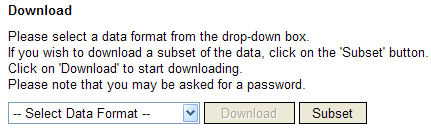 Download
Please select a data format from the drop-down box.
If you wish to download a subset of the data, click on the 'Subset' button.
Click on 'Download' to start downloading.
Please note that you may be asked for a password.
-- Select Data Format -- Download Subset